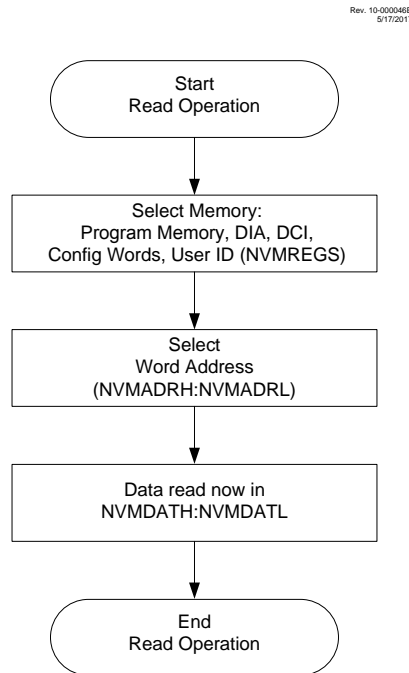 Rev. 10-000046E
5/17/2017
Start
Read Operation
Select Memory:
Program Memory, DIA, DCI,
Config Words, User ID (NVMREGS)
Select
Word Address
(NVMADRH:NVMADRL)
Data read now in
NVMDATH:NVMDATL
End
Read Operation